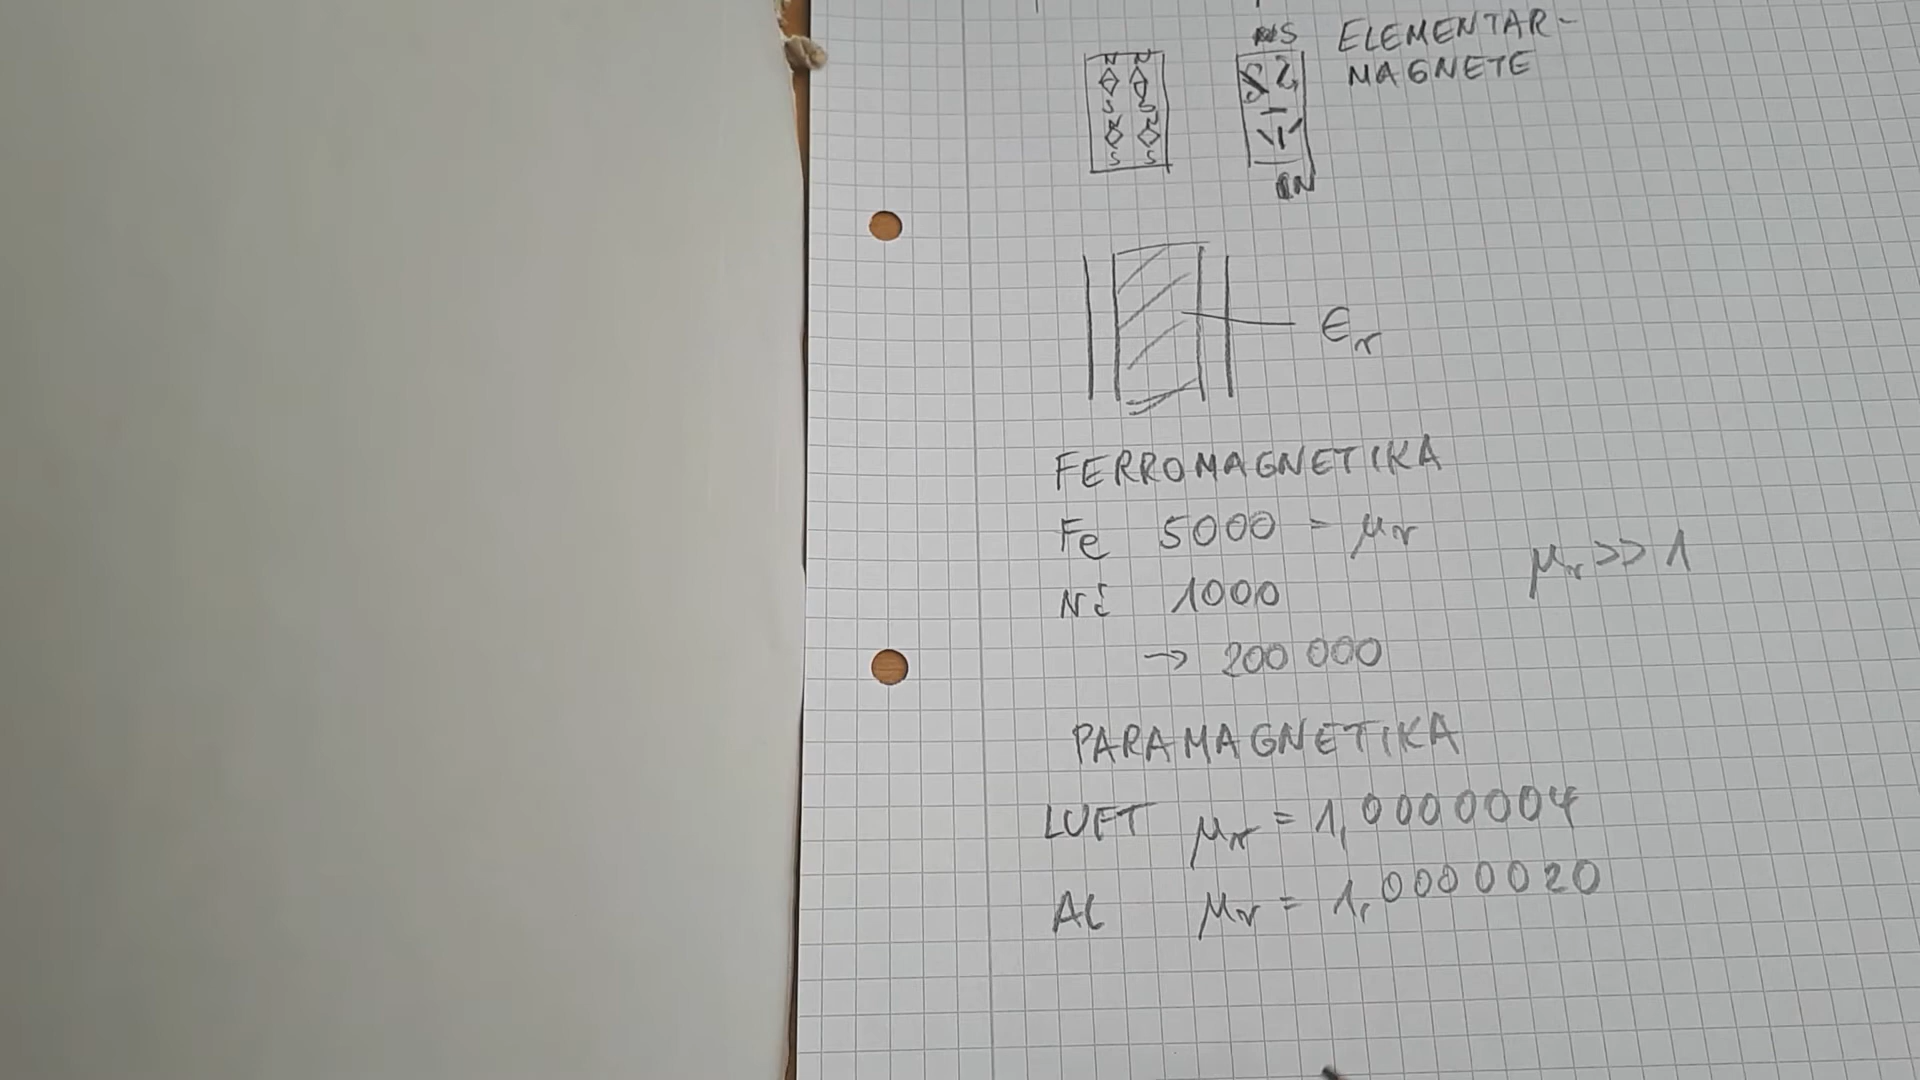 S ELEMENTAR-
MAGNETE
N N
S S
N N
S S
N
ϵr
FERROMAGNETIKA
Fe 5000 = μr
μr >> 1
Ni 1000
→ 200 000
PARAMAGNETIKA
LUFT μr = 1,0000004
Al μr = 1,0000020